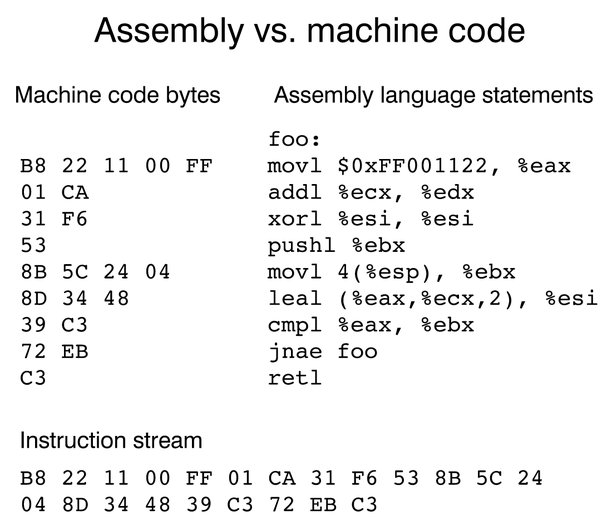 Assembly vs. machine code
Machine code bytes    Assembly language statements
foo:
B8 22 11 00 FF    movl $0xFF001122, %eax
01 CA    addl %ecx, %edx
31 F6    xorl %esi, %esi
53    pushl %ebx
8B 5C 24 04    movl 4(%esp), %ebx
8D 34 48    leal (%eax,%ecx,2), %esi
39 C3    cmpl %eax, %ebx
72 EB    jnae foo
C3    retl
Instruction stream
B8 22 11 00 FF 01 CA 31 F6 53 8B 5C 24
04 8D 34 48 39 C3 72 EB C3